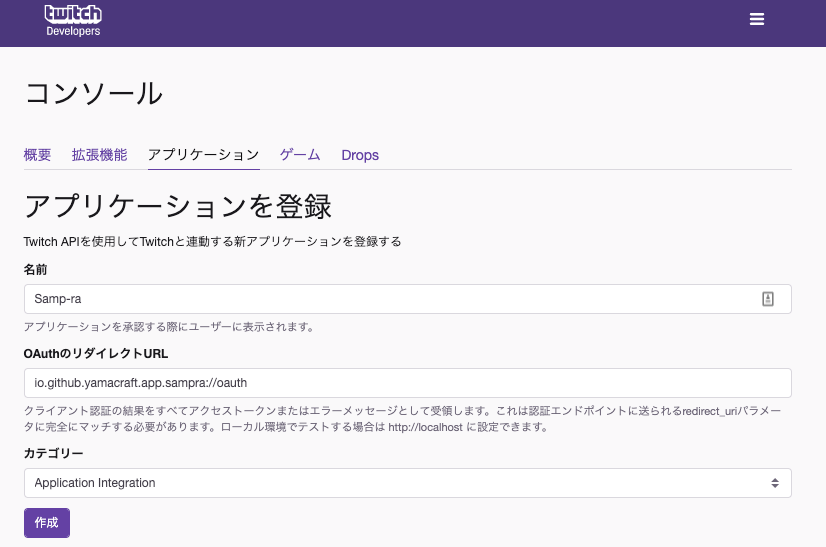 twitch
Developers
コンソール
概要 拡張機能 アプリケーション ゲーム Drops
アプリケーションを登録
Twitch APIを使用してTwitchと連動する新アプリケーションを登録する
名前
Samp-ra
アプリケーションを承認する際にユーザーに表示されます。
OAuthのリダイレクトURL
io.github.yamacraft.app.sampra://oauth
クライアント認証の結果をすべてアクセストークンまたはエラーメッセージとして受領します。これは認証エンドポイントに送られるredirect_uriパラメー
タに完全にマッチする必要があります。ローカル環境でテストする場合は http://localhost に設定できます。
カテゴリー
Application Integration
作成